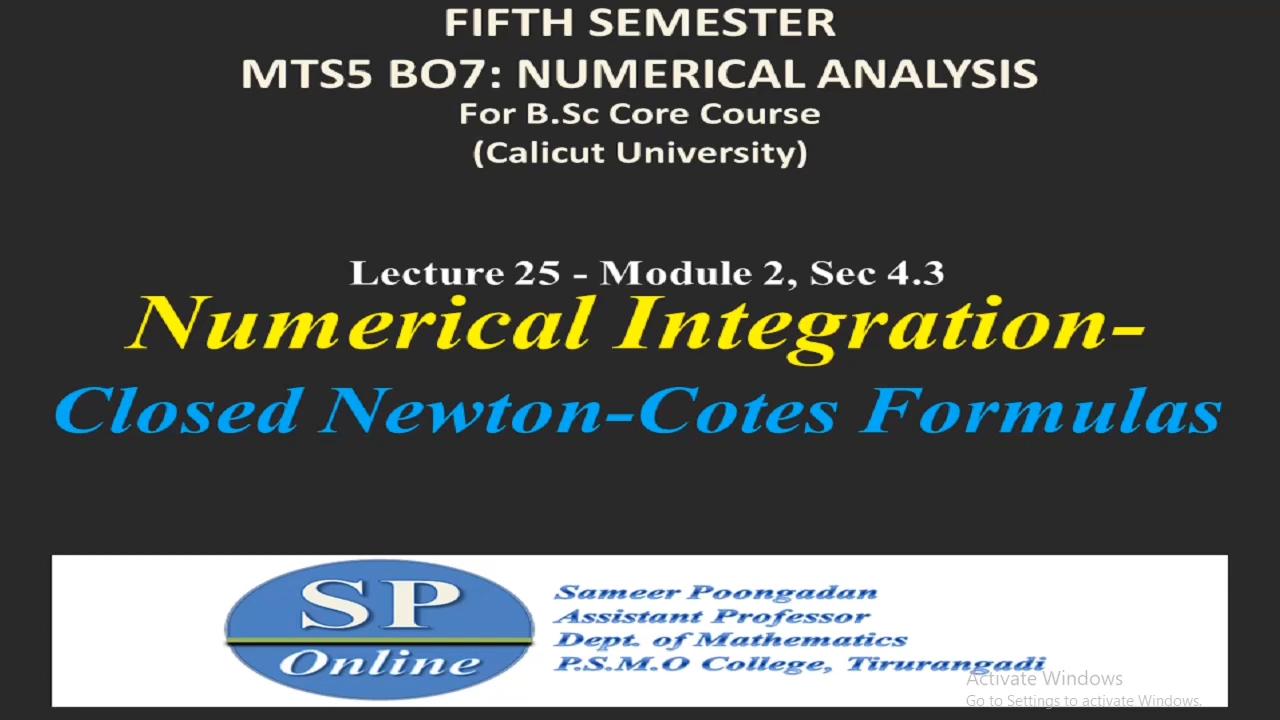 FIFTH SEMESTER
MTS5 BO7: NUMERICAL ANALYSIS
For B.Sc Core Course
(Calicut University)
Lecture 25 - Module 2, Sec 4.3
Numerical Integration-
Closed Newton-Cotes Formulas
SP
Online
Sameer Poongadan
Assistant Professor
Dept. of Mathematics
P.S.M.O College, Tirurangadi
Activate Windows
Go to Settings to activate Windows.